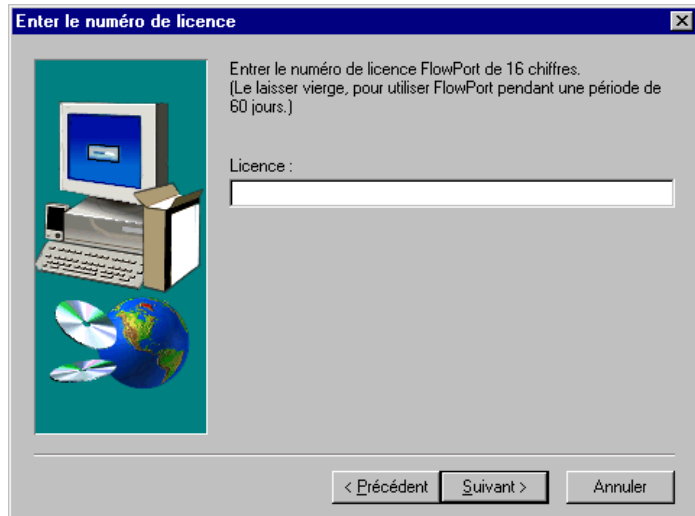 Enter le numéro de licence
Entrer le numéro de licence FlowPort de 16 chiffres.
(Le laisser vierge, pour utiliser FlowPort pendant une période de
60 jours.)
Licence :
< Précédent
Suivant >
Annuler